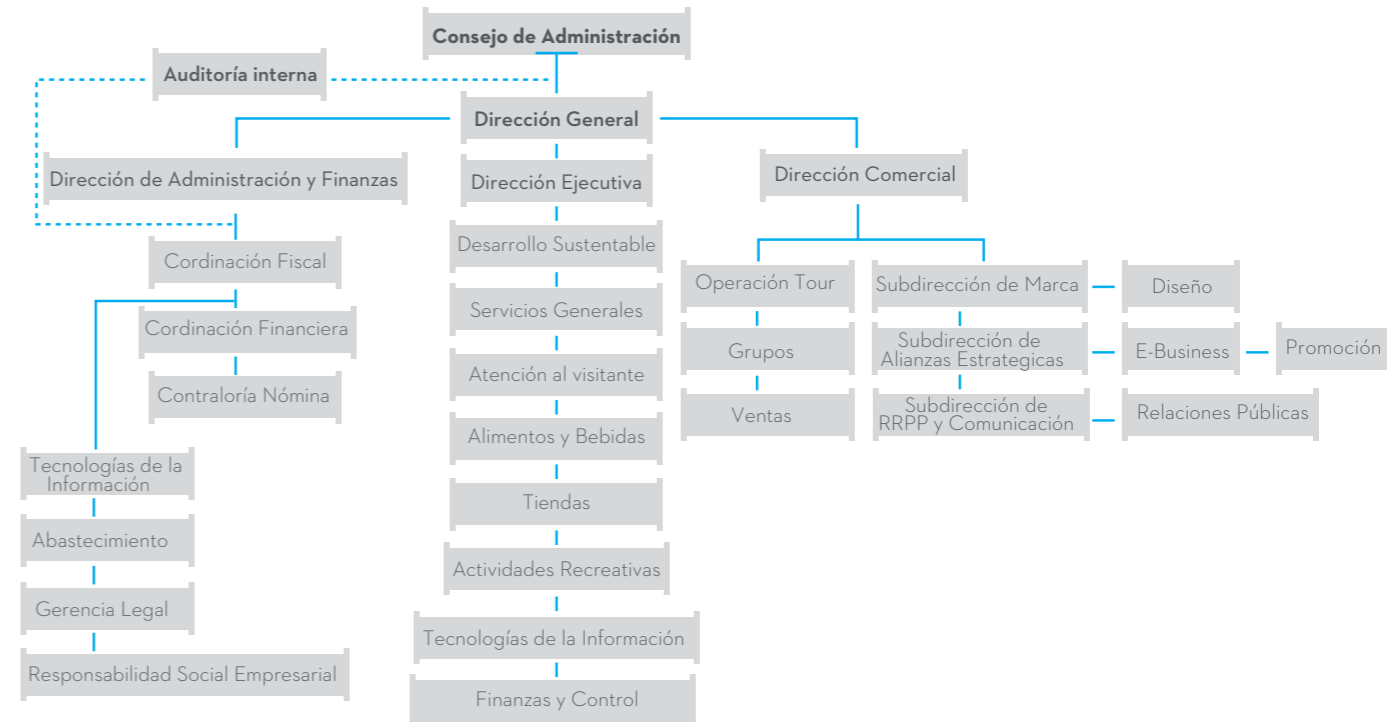 Consejo de Administración
Auditoría interna
Dirección General
Dirección de Administración y Finanzas
Dirección Ejecutiva
Dirección Comercial
Cordinación Fiscal
Cordinación Financiera
Contraloría Nómina
Tecnologías de la
Información
Abastecimiento
Gerencia Legal
Responsabilidad Social Empresarial
Desarrollo Sustentable
Servicios Generales
Atención al visitante
Alimentos y Bebidas
Tiendas
Actividades Recreativas
Tecnologías de la Información
Finanzas y Control
Operación Tour
Grupos
Ventas
Subdirección de Marca
Diseño
Subdirección de
Alianzas Estrategicas
E-Business
Promoción
Subdirección de
RRPP y Comunicación
Relaciones Públicas